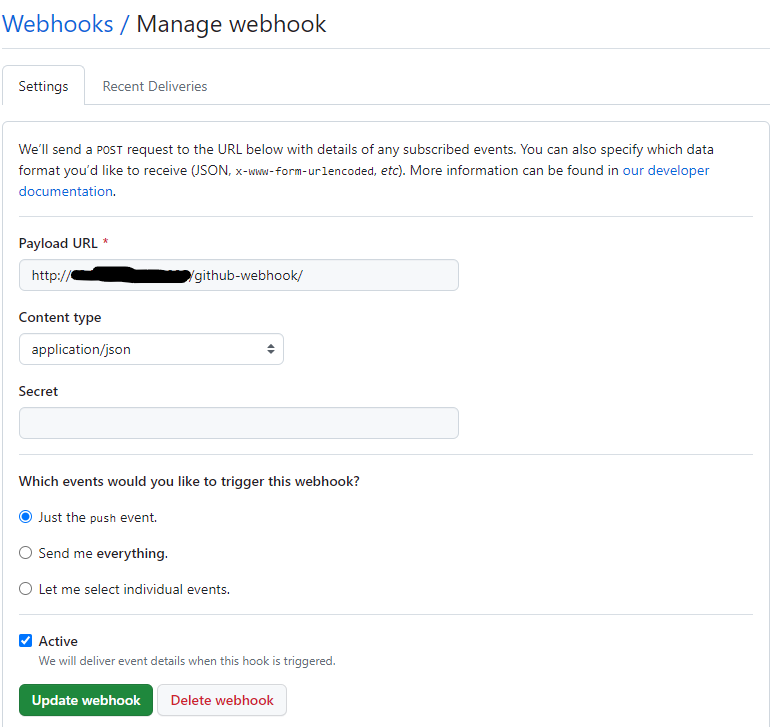 Webhooks / Manage webhook
Settings
Recent Deliveries
We’ll send a POST request to the URL below with details of any subscribed events. You can also specify which data
format you’d like to receive (JSON, x-www-form-urlencoded, etc). More information can be found in our developer
documentation.
Payload URL *
http:// /github-webhook/
Content type
application/json
Secret
Which events would you like to trigger this webhook?
Just the push event.
Send me everything.
Let me select individual events.
Active
We will deliver event details when this hook is triggered.
Update webhook
Delete webhook